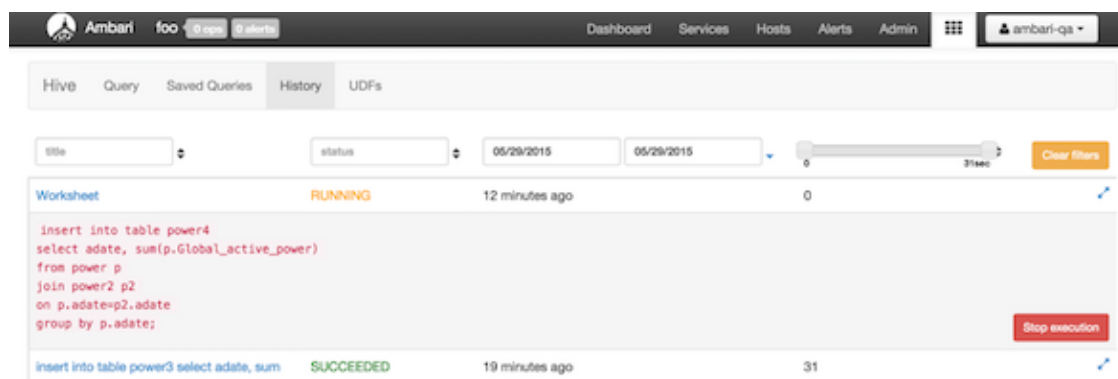 Ambari foo 0 ops 0 alerts Dashboard Services Hosts Alerts Admin ambari-qa
Hive Query Saved Queries History UDFs
title status 05/29/2015 05/29/2015 0 31sec Clear filters
Worksheet RUNNING 12 minutes ago 0
insert into table power4
select adate, sum(p.Global_active_power)
from power p
join power2 p2
on p.adate=p2.adate
group by p.adate;
Stop execution
insert into table power3 select adate, sum SUCCEEDED 19 minutes ago 31